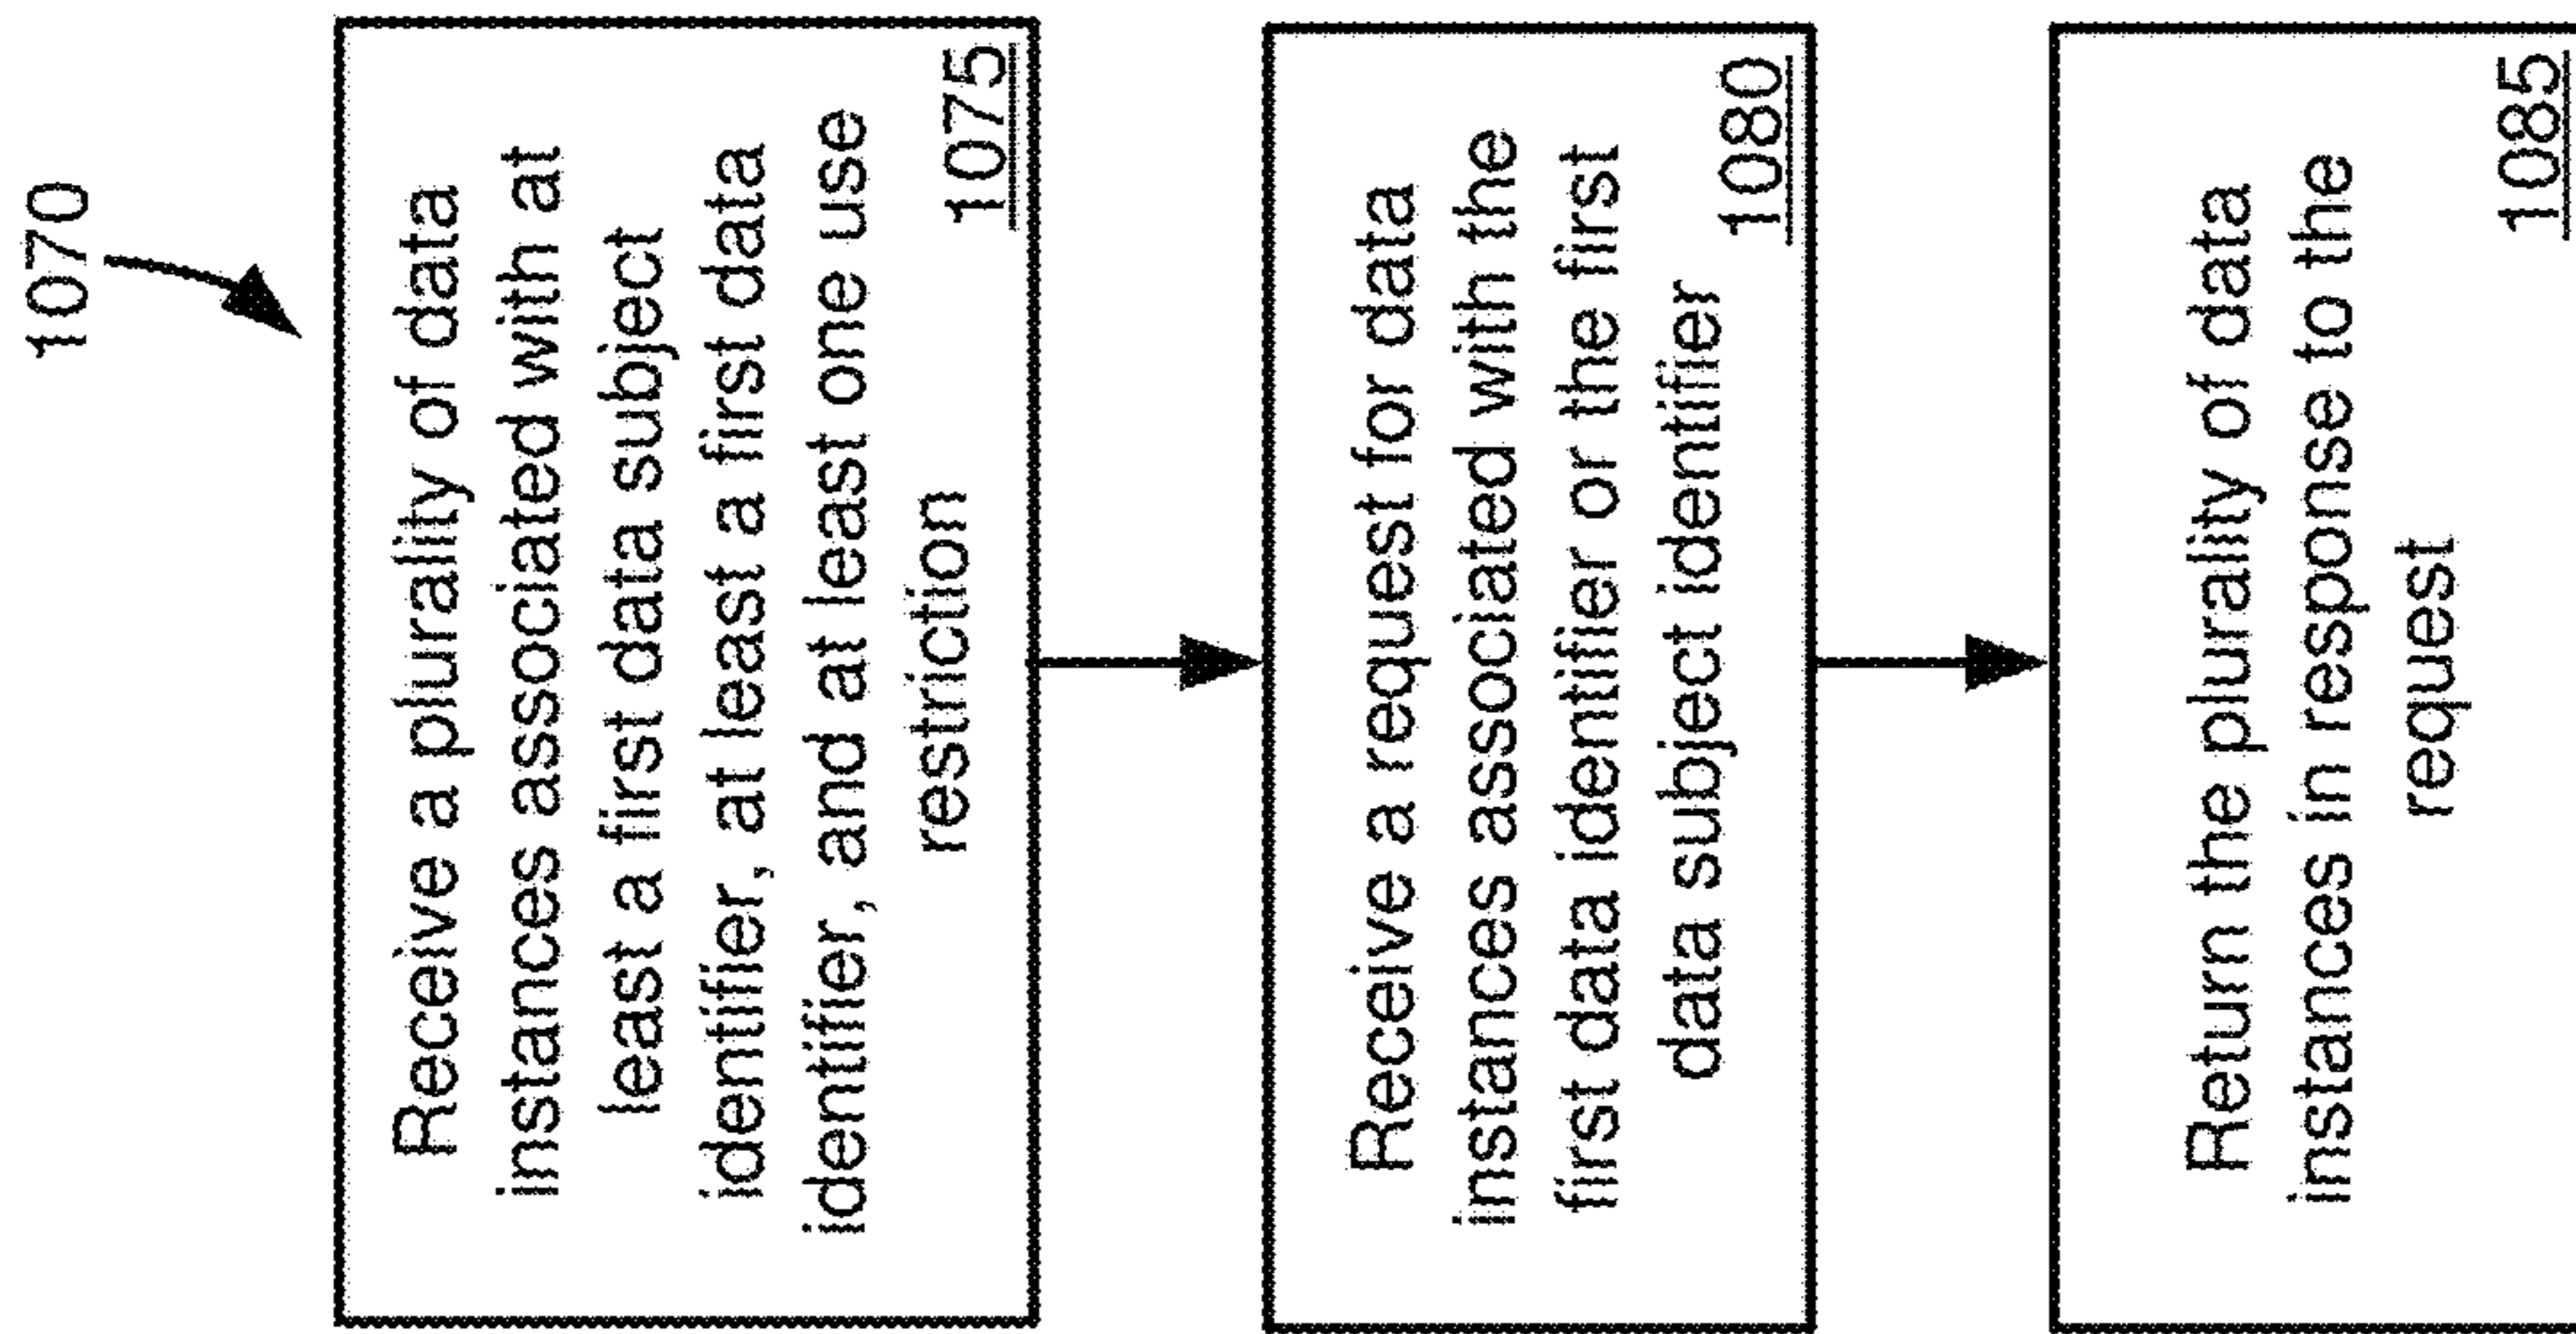 1070
Receive a plurality of data
instances associated with at
least a first data subject
identifier, at least a first data
identifier, and at least one use
restriction
1075
Receive a request for data
instances associated with the
first data identifier or the first
data subject identifier
1080
Return the plurality of data
instances in response to the
request
1085